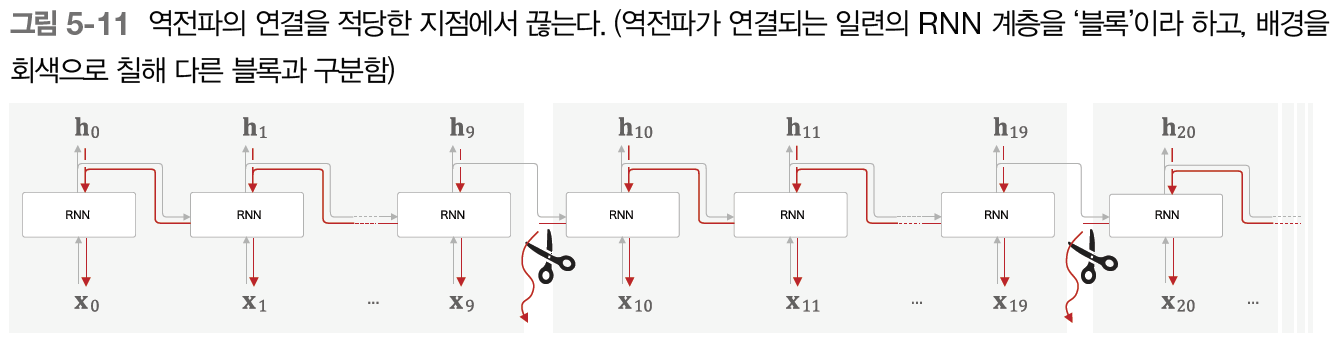 그림 5-11 역전파의 연결을 적당한 지점에서 끊는다. (역전파가 연결되는 일련의 RNN 계층을 ‘블록’이라 하고, 배경을
회색으로 칠해 다른 블록과 구분함)
h0 h1 h9 h10 h11 h19 h20
RNN RNN RNN RNN RNN RNN RNN
x0 x1 ... x9 x10 x11 ... x19 x20 ...